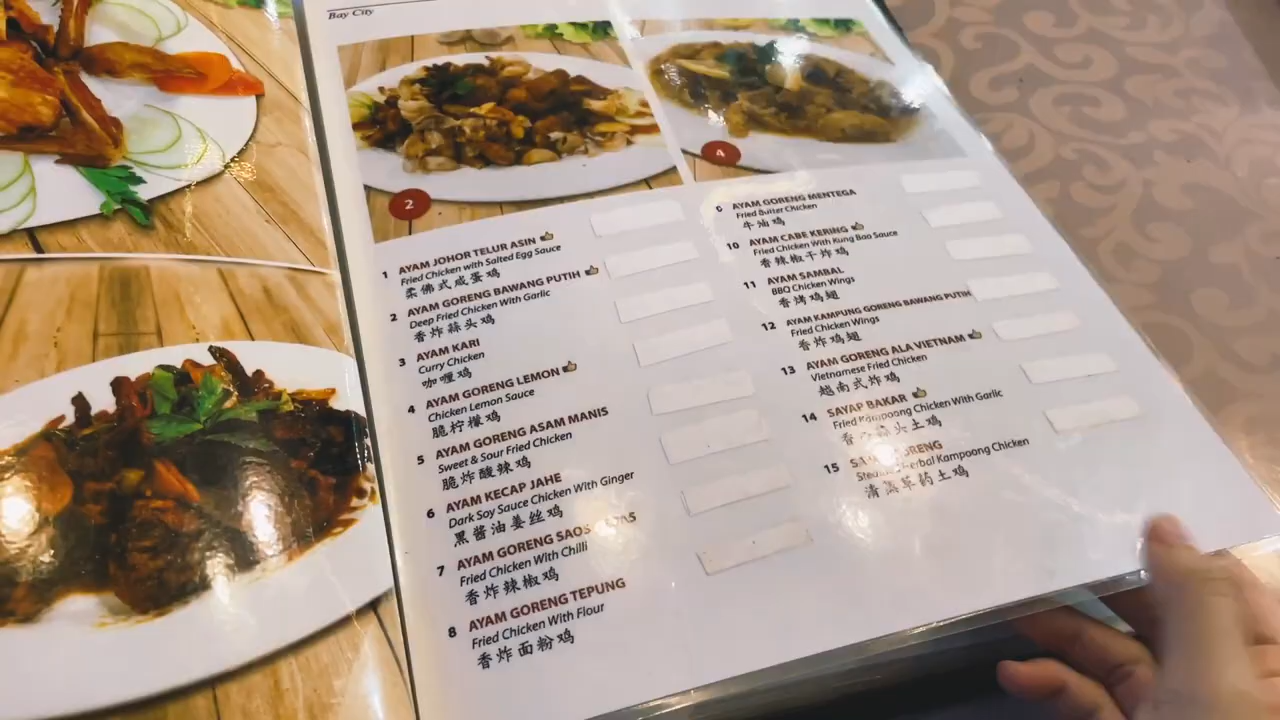 Bay City
2
4
1 AYAM JOHOR TELUR ASIN
Fried Chicken with Salted Egg Sauce
柔佛式咸蛋鸡
2 AYAM GORENG BAWANG PUTIH
Deep Fried Chicken With Garlic
香炸蒜头鸡
3 AYAM KARI
Curry Chicken
咖喱鸡
4 AYAM GORENG LEMON
Chicken Lemon Sauce
脆柠檬鸡
5 AYAM GORENG ASAM MANIS
Sweet & Sour Fried Chicken
脆炸酸辣鸡
6 AYAM KECAP JAHE
Dark Soy Sauce Chicken With Ginger
黑酱油姜丝鸡
7 AYAM GORENG SAOS
Fried Chicken With Chilli
香炸辣椒鸡
8 AYAM GORENG TEPUNG
Fried Chicken With Flour
香炸面粉鸡
AYAM GORENG MENTEGA
Fried Butter Chicken
牛油鸡
10 AYAM CABE KERING
Fried Chicken With Kung Bao Sauce
香辣椒干炸鸡
11 AYAM SAMBAL
BBQ Chicken Wings
香烤鸡翅
12 AYAM KAMPUNG GORENG BAWANG PUTIH
Fried Chicken Wings
香炸鸡翅
13 AYAM GORENG ALA VIETNAM
Vietnamese Fried Chicken
越南式炸鸡
14 SAYAP BAKAR
Fried Kampoong Chicken With Garlic
香 蒜头土鸡
15 GORENG
Herbal Kampoong Chicken
清蒸草药土鸡